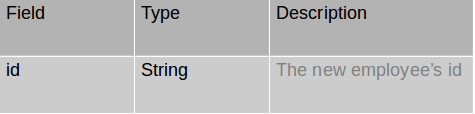 Field Type Description
id String The new employee’s id